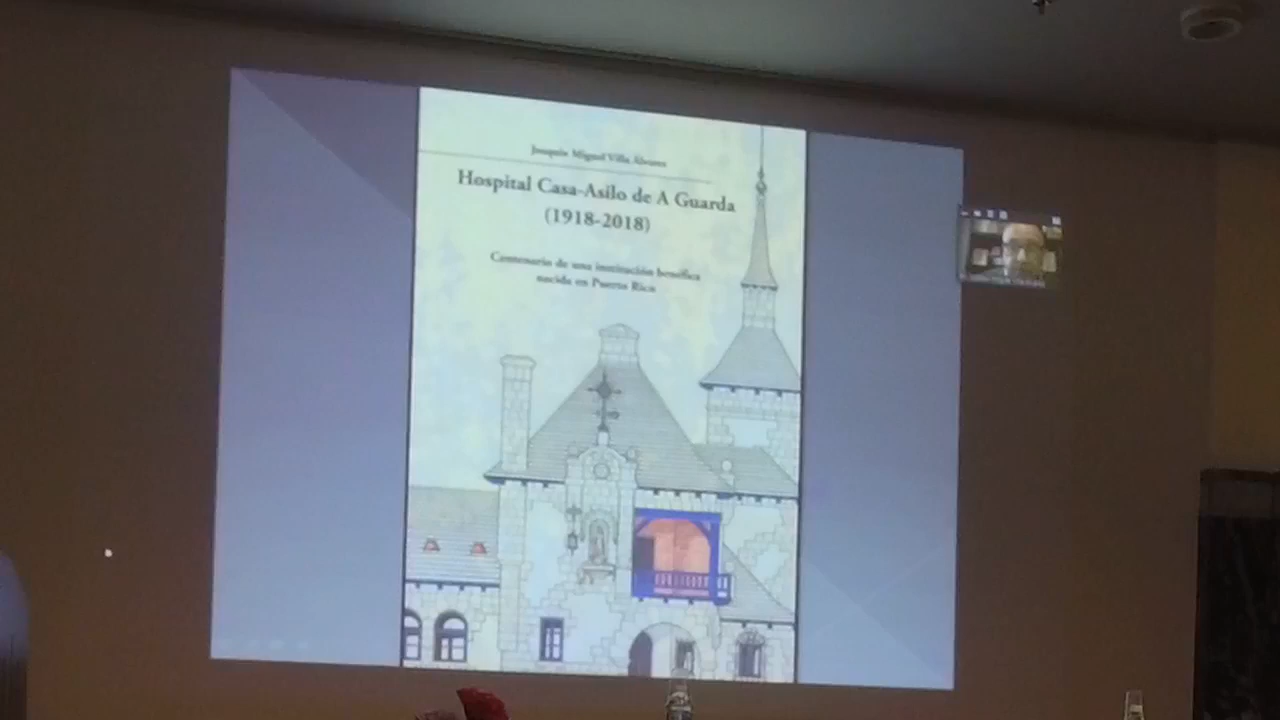 Joaquín Miguel Villa Álvarez
Hospital Casa-Asilo de A Guarda
(1918-2018)
Centenario de una institución benéfica
nacida en Puerto Rico